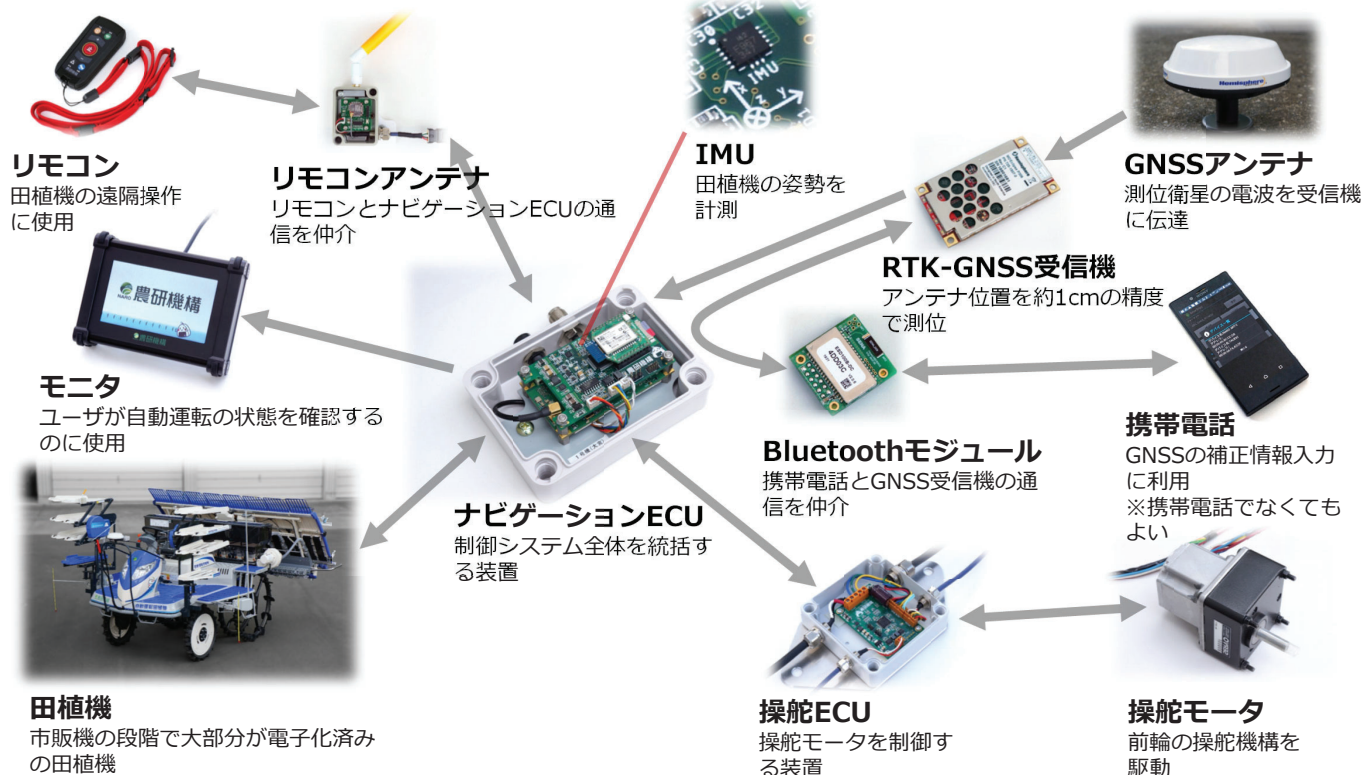 C32
C30
IMU
X
Z
Y
Hemisphere
リモコン
田植機の遠隔操作
に使用
リモコンアンテナ
リモコンとナビゲーションECUの通
信を仲介
IMU
田植機の姿勢を
計測
GNSSアンテナ
測位衛星の電波を受信機
に伝達
RTK-GNSS受信機
アンテナ位置を約1cmの精度
で測位
NARO
農研機構
農研機構
モニタ
ユーザが自動運転の状態を確認する
のに使用
4DD03C
Bluetoothモジュール
携帯電話とGNSS受信機の通
信を仲介
携帯電話
GNSSの補正情報入力
に利用
※携帯電話でなくても
よい
ナビゲーションECU
制御システム全体を統括す
る装置
田植機
市販機の段階で大部分が電子化済み
の田植機
操舵ECU
操舵モータを制御す
る装置
操舵モータ
前輪の操舵機構を
駆動